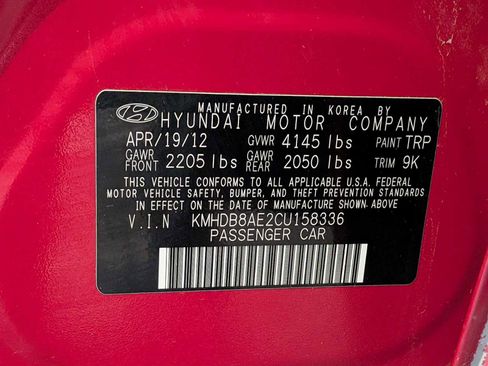 MANUFACTURED IN KOREA BY
HYUNDAI MOTOR COMPANY
APR/19/12 GVWR 4145 lbs PAINT TRP
GAWR FRONT 2205 lbs GAWR REAR 2050 lbs TRIM 9K
THIS VEHICLE CONFORMS TO ALL APPLICABLE U.S.A. FEDERAL
MOTOR VEHICLE SAFETY, BUMPER, AND THEFT PREVENTION STANDARDS
IN EFFECT ON THE DATE OF MANUFACTURE SHOWN ABOVE.
V.I.N KMHDB8AE2CU158336
PASSENGER CAR